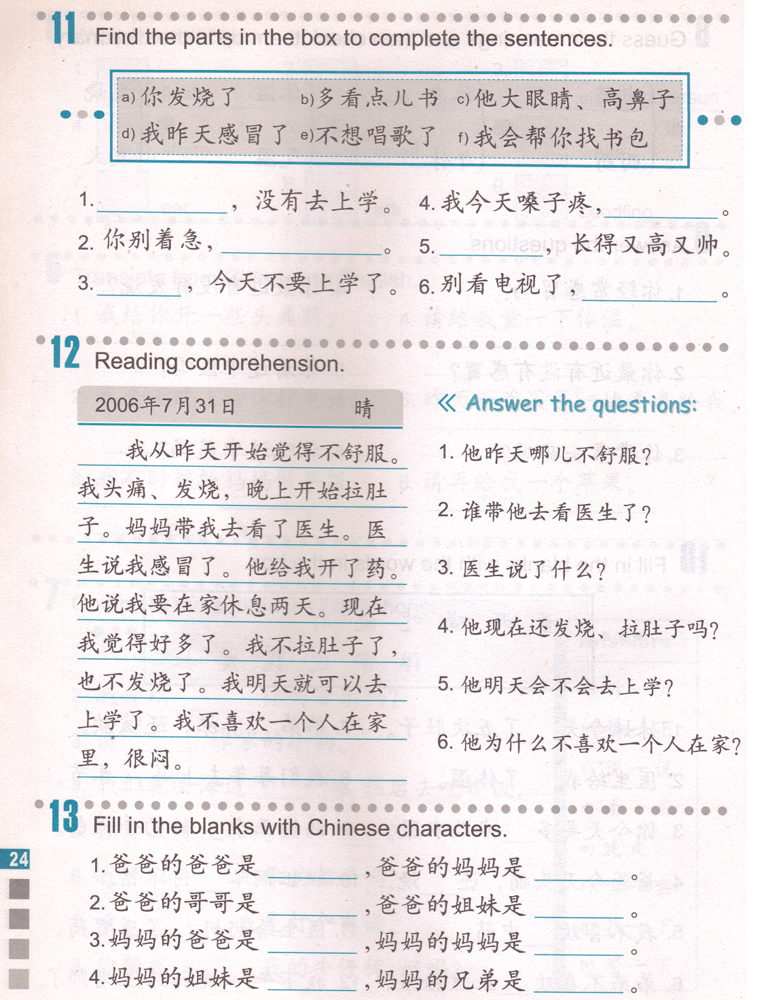 11 Find the parts in the box to complete the sentences.
a) 你发烧了 b) 多看点儿书 c) 他大眼睛、高鼻子
d) 我昨天感冒了 e) 不想唱歌了 f) 我会帮你找书包
1. ，没有去上学。
2. 你别着急， 。
3. ，今天不要上学了。
4. 我今天嗓子疼， 。
5. ，长得又高又帅。
6. 别看电视了， 。
12 Reading comprehension.
2006年7月31日 晴
我从昨天开始觉得不舒服。
我头痛、发烧，晚上开始拉肚
子。妈妈带我去看了医生。医
生说我感冒了。他给我开了药。
他说我要在家休息两天。现在
我觉得好多了。我不拉肚子了，
也不发烧了。我明天就可以去
上学了。我不喜欢一个人在家
里，很闷。
« Answer the questions:
1. 他昨天哪儿不舒服？
2. 谁带他去看医生了？
3. 医生说了什么？
4. 他现在还发烧、拉肚子吗？
5. 他明天会不会去上学？
6. 他为什么不喜欢一个人在家？
13 Fill in the blanks with Chinese characters.
1. 爸爸的爸爸是 ，爸爸的妈妈是 。
2. 爸爸的哥哥是 ，爸爸的姐妹是 。
3. 妈妈的爸爸是 ，妈妈的妈妈是 。
4. 妈妈的姐妹是 ，妈妈的兄弟是 。
24